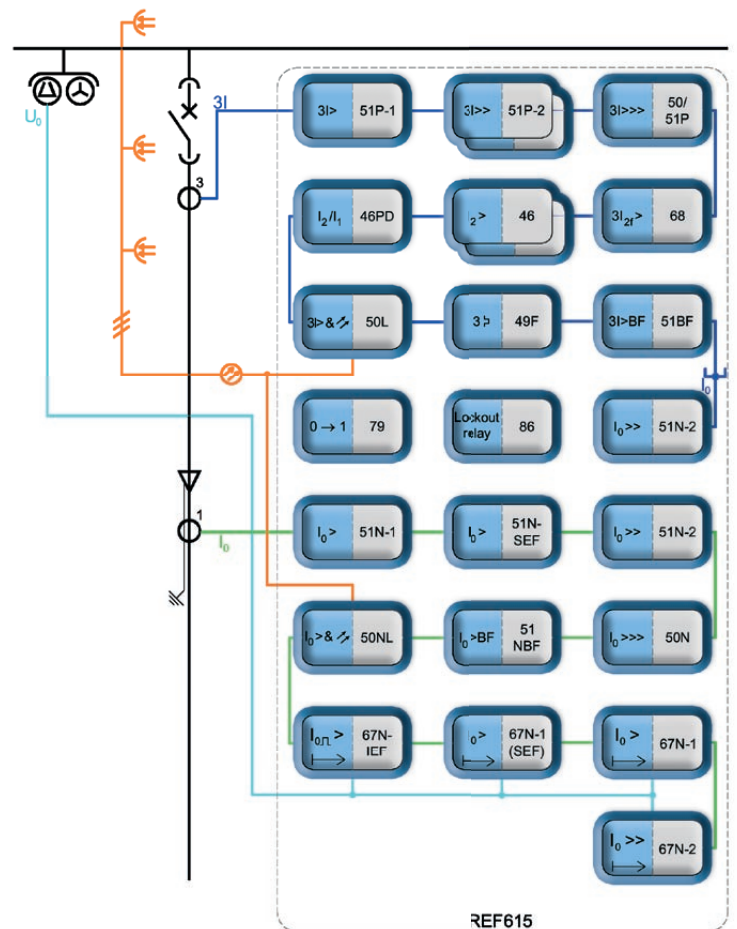 U₀
3I
3
3I> 51P-1
3I>> 51P-2
3I>>> 50/
51P
I₂/I₁ 46PD
I₂> 46
3I₂f> 68
3I>& 50L
3 49F
3I>BF 51BF
I₀
0 → 1 79
Lockout
relay 86
I₀>> 51N-2
1
I₀
I₀> 51N-1
I₀> 51N-
SEF
I₀>> 51N-2
I₀>& 50NL
I₀>BF 51
NBF
I₀>>> 50N
I₀> 67N-
IEF
₀> 67N-1
(SEF)
I₀> 67N-1
I₀>> 67N-2
REF615